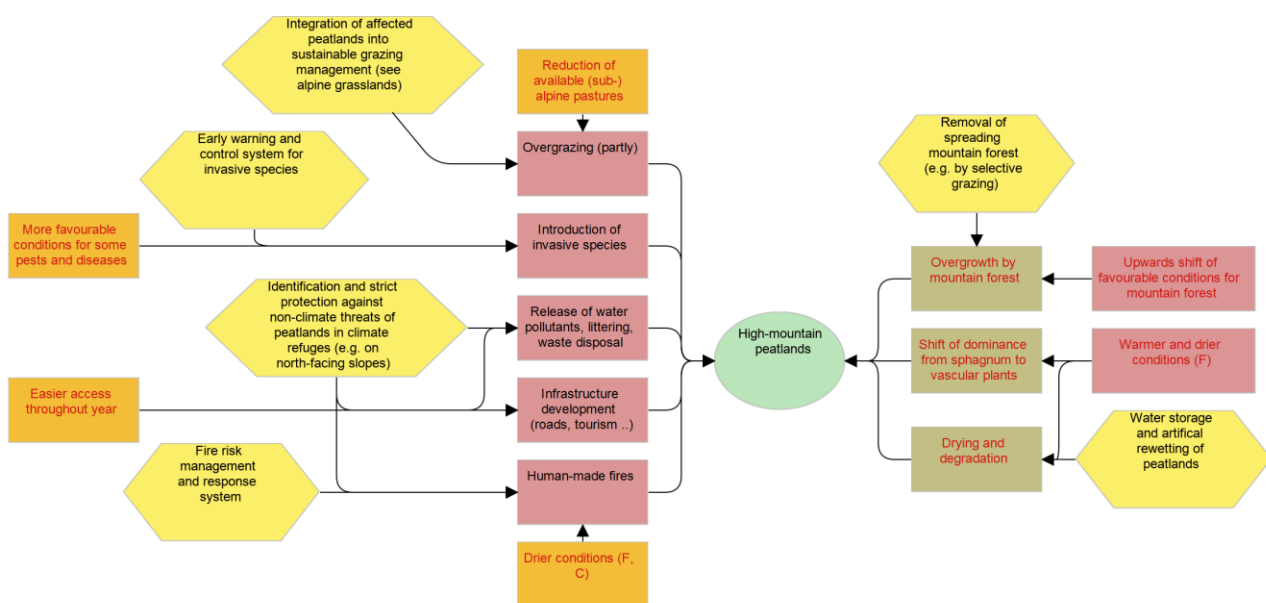 Integration of affected
peatlands into
sustainable grazing
management (see
alpine grasslands)
Reduction of
available (sub-)
alpine pastures
Early warning and
control system for
invasive species
Overgrazing (partly)
Removal of
spreading
mountain forest
(e.g. by selective
grazing)
More favourable
conditions for some
pests and diseases
Introduction of
invasive species
Overgrowth by
mountain forest
Upwards shift of
favourable conditions for
mountain forest
Identification and strict
protection against
non-climate threats of
peatlands in climate
refuges (e.g. on
north-facing slopes)
Release of water
pollutants, littering,
waste disposal
High-mountain
peatlands
Shift of dominance
from sphagnum to
vascular plants
Warmer and drier
conditions (F)
Easier access
throughout year
Infrastructure
development
(roads, tourism ..)
Water storage
and artifical
rewetting of
peatlands
Fire risk
management
and response
system
Human-made fires
Drying and
degradation
Drier conditions (F,
C)